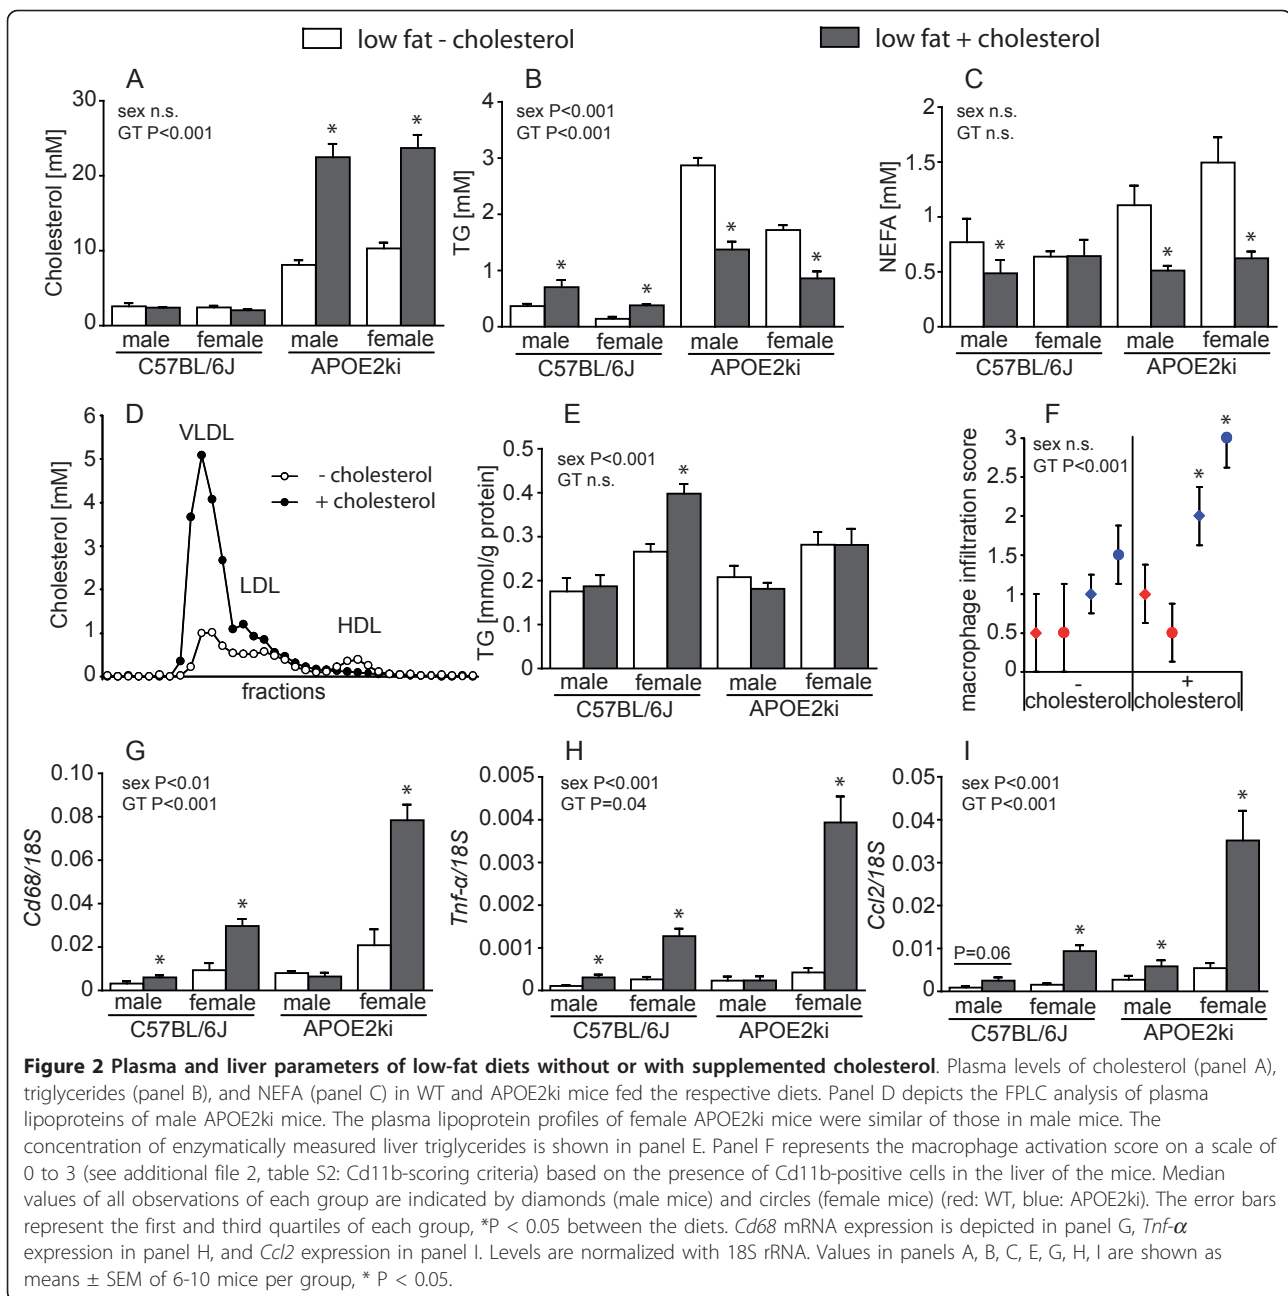 low fat - cholesterol
low fat + cholesterol
A
sex n.s.
GT P<0.001
Cholesterol [mM]
30
20
10
0
*
*
male female male female
C57BL/6J APOE2ki
B
sex P<0.001
GT P<0.001
TG [mM]
4
3
2
1
0
*
*
*
*
male female male female
C57BL/6J APOE2ki
C
sex n.s.
GT n.s.
NEFA [mM]
2
1.5
1
0.5
0
*
*
*
male female male female
C57BL/6J APOE2ki
D
Cholesterol [mM]
6
5
4
3
2
1
0
VLDL
LDL
HDL
- cholesterol
+ cholesterol
fractions
E
sex P<0.001
GT n.s.
TG [mmol/g protein]
0.5
0.4
0.3
0.2
0.1
0
*
male female male female
C57BL/6J APOE2ki
F
sex n.s.
GT P<0.001
macrophage infiltration score
3
2.5
2
1.5
1
0.5
0
*
*
- +
cholesterol cholesterol
G
sex P<0.01
GT P<0.001
Cd68/18S
0.10
0.08
0.06
0.04
0.02
0
*
*
*
male female male female
C57BL/6J APOE2ki
H
sex P<0.001
GT P=0.04
Tnf-α/18S
0.005
0.004
0.003
0.002
0.001
0
*
*
*
male female male female
C57BL/6J APOE2ki
I
sex P<0.001
GT P<0.001
Ccl2/18S
0.05
0.04
0.03
0.02
0.01
0
P=0.06
*
*
*
male female male female
C57BL/6J APOE2ki
Figure 2 Plasma and liver parameters of low-fat diets without or with supplemented cholesterol. Plasma levels of cholesterol (panel A),
triglycerides (panel B), and NEFA (panel C) in WT and APOE2ki mice fed the respective diets. Panel D depicts the FPLC analysis of plasma
lipoproteins of male APOE2ki mice. The plasma lipoprotein profiles of female APOE2ki mice were similar of those in male mice. The
concentration of enzymatically measured liver triglycerides is shown in panel E. Panel F represents the macrophage activation score on a scale of
0 to 3 (see additional file 2, table S2: Cd11b-scoring criteria) based on the presence of Cd11b-positive cells in the liver of the mice. Median
values of all observations of each group are indicated by diamonds (male mice) and circles (female mice) (red: WT, blue: APOE2ki). The error bars
represent the first and third quartiles of each group, *P < 0.05 between the diets. Cd68 mRNA expression is depicted in panel G, Tnf-α
expression in panel H, and Ccl2 expression in panel I. Levels are normalized with 18S rRNA. Values in panels A, B, C, E, G, H, I are shown as
means ± SEM of 6-10 mice per group, * P < 0.05.